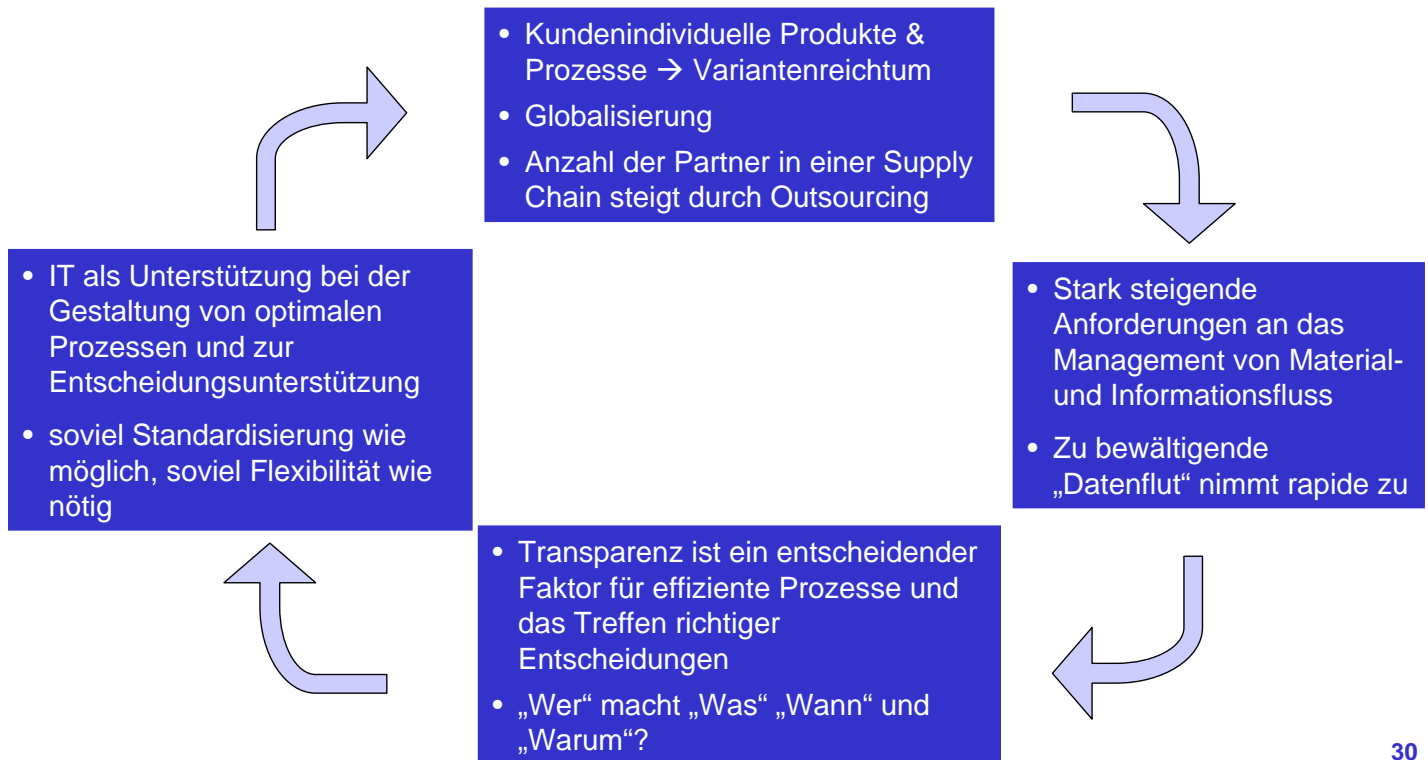 • Kundenindividuelle Produkte &
Prozesse → Variantenreichtum
• Globalisierung
• Anzahl der Partner in einer Supply
Chain steigt durch Outsourcing
• IT als Unterstützung bei der
Gestaltung von optimalen
Prozessen und zur
Entscheidungsunterstützung
• soviel Standardisierung wie
möglich, soviel Flexibilität wie
nötig
• Stark steigende
Anforderungen an das
Management von Material-
und Informationsfluss
• Zu bewältigende
„Datenflut“ nimmt rapide zu
• Transparenz ist ein entscheidender
Faktor für effiziente Prozesse und
das Treffen richtiger
Entscheidungen
• „Wer“ macht „Was“ „Wann“ und
„Warum“?
30